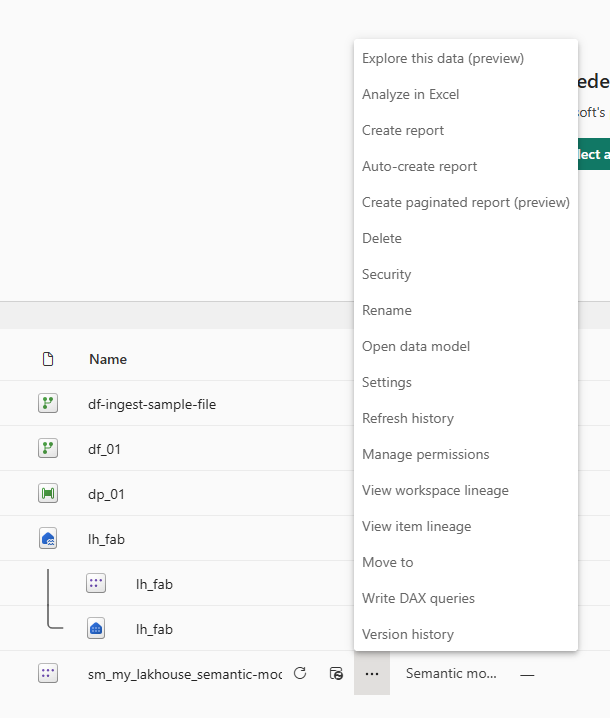 Explore this data (preview)
Analyze in Excel
Create report
Auto-create report
Create paginated report (preview)
Delete
Security
Rename
Open data model
Settings
Refresh history
Manage permissions
View workspace lineage
View item lineage
Move to
Write DAX queries
Version history
ede
soft's
lect a
Name
df-ingest-sample-file
df_01
dp_01
lh_fab
lh_fab
lh_fab
sm_my_lakhouse_semantic-moc ... Semantic mo... —